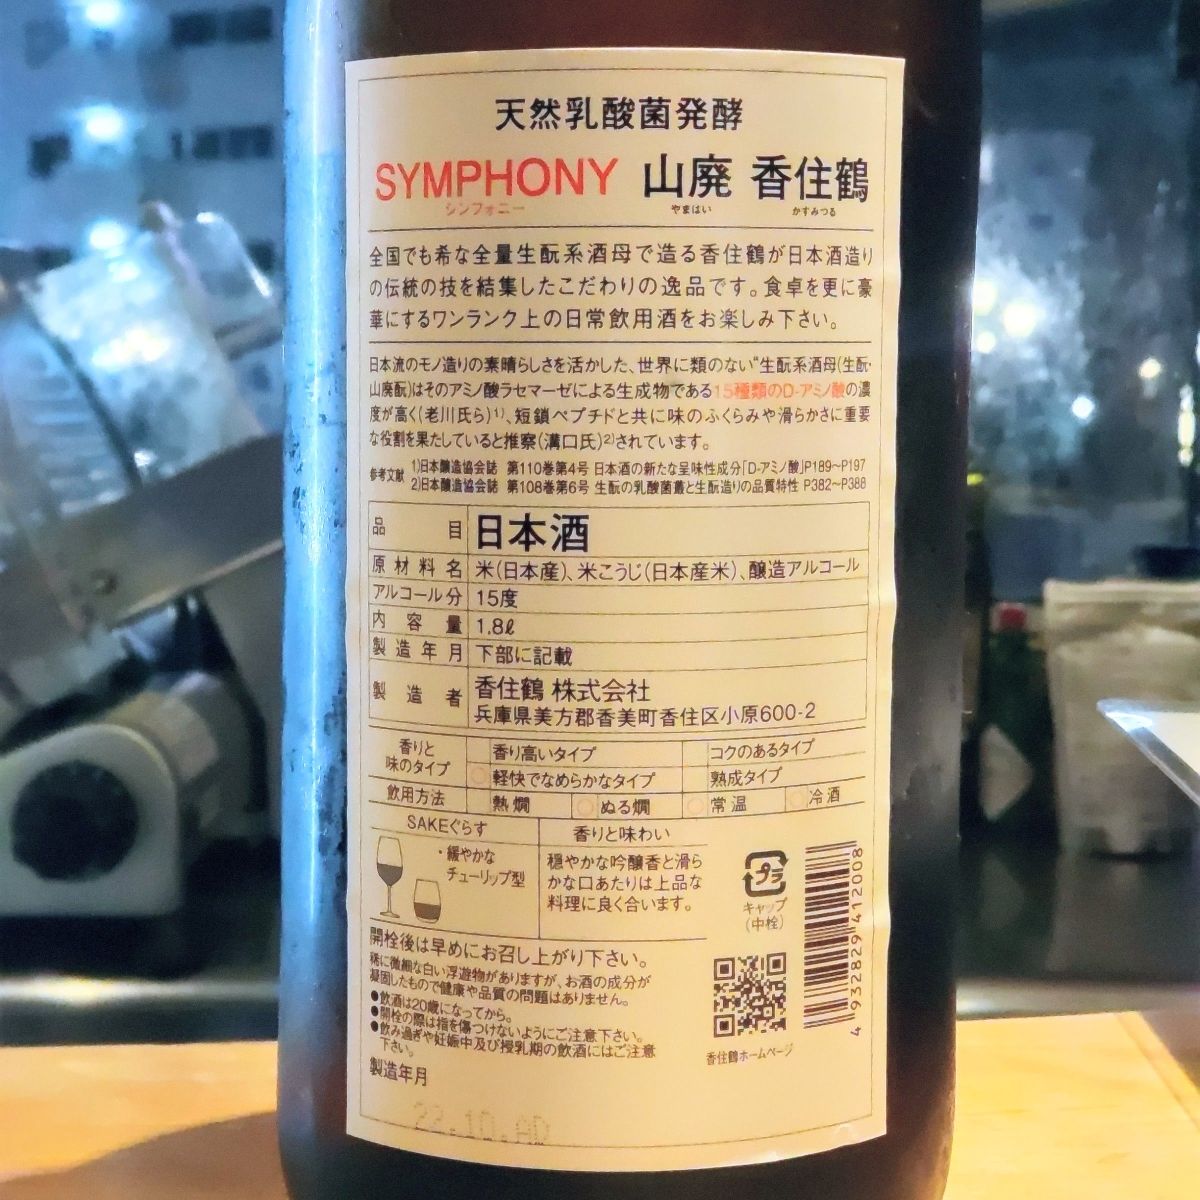 天然乳酸菌発酵
SYMPHONY 山廃 香住鶴
シンフォニー やまはい かすみつる
全国でも希な全量生酛系酒母で造る香住鶴が日本酒造り
の伝統の技を結集したこだわりの逸品です。食卓を更に豪
華にするワンランク上の日常飲用酒をお楽しみ下さい。
日本流のモノ造りの素晴らしさを活かした、世界に類のない"生酛系酒母(生酛・
山廃酛)はそのアミノ酸ラセマーゼによる生成物である15種類のD-アミノ酸の濃
度が高く(老川氏ら)1)、短鎖ペプチドと共に味のふくらみや滑らかさに重要
な役割を果たしていると推察(溝口氏)2)されています。
参考文献 1)日本醸造協会誌 第110巻第4号 日本酒の新たな呈味性成分「D-アミノ酸」P189~P197
2)日本醸造協会誌 第108巻第6号 生酛の乳酸菌叢と生酛造りの品質特性 P382~P388
品目 日本酒
原材料名 米(日本産)、米こうじ(日本産米)、醸造アルコール
アルコール分 15度
内容量 1.8ℓ
製造年月 下部に記載
製造者 香住鶴 株式会社
兵庫県美方郡香美町香住区小原600-2
香りと
味のタイプ
香り高いタイプ コクのあるタイプ
○ 軽快でなめらかなタイプ 熟成タイプ
飲用方法 熱燗 ○ ぬる燗 ○ 常温 ○ 冷酒
SAKEぐらす 香りと味わい
・緩やかな
チューリップ型
穏やかな吟醸香と滑ら
かな口あたりは上品な
料理に良く合います。
プラ
キャップ
(中栓)
4 932829 412008
開栓後は早めにお召し上がり下さい。
稀に微細な白い浮遊物がありますが、お酒の成分が
凝固したもので健康や品質の問題はありません。
●飲酒は20歳になってから。
●開栓の際は指を傷つけないようにご注意下さい。
●飲み過ぎや妊娠中及び授乳期の飲酒にはご注意
下さい。
香住鶴ホームページ
製造年月
22.10.AD